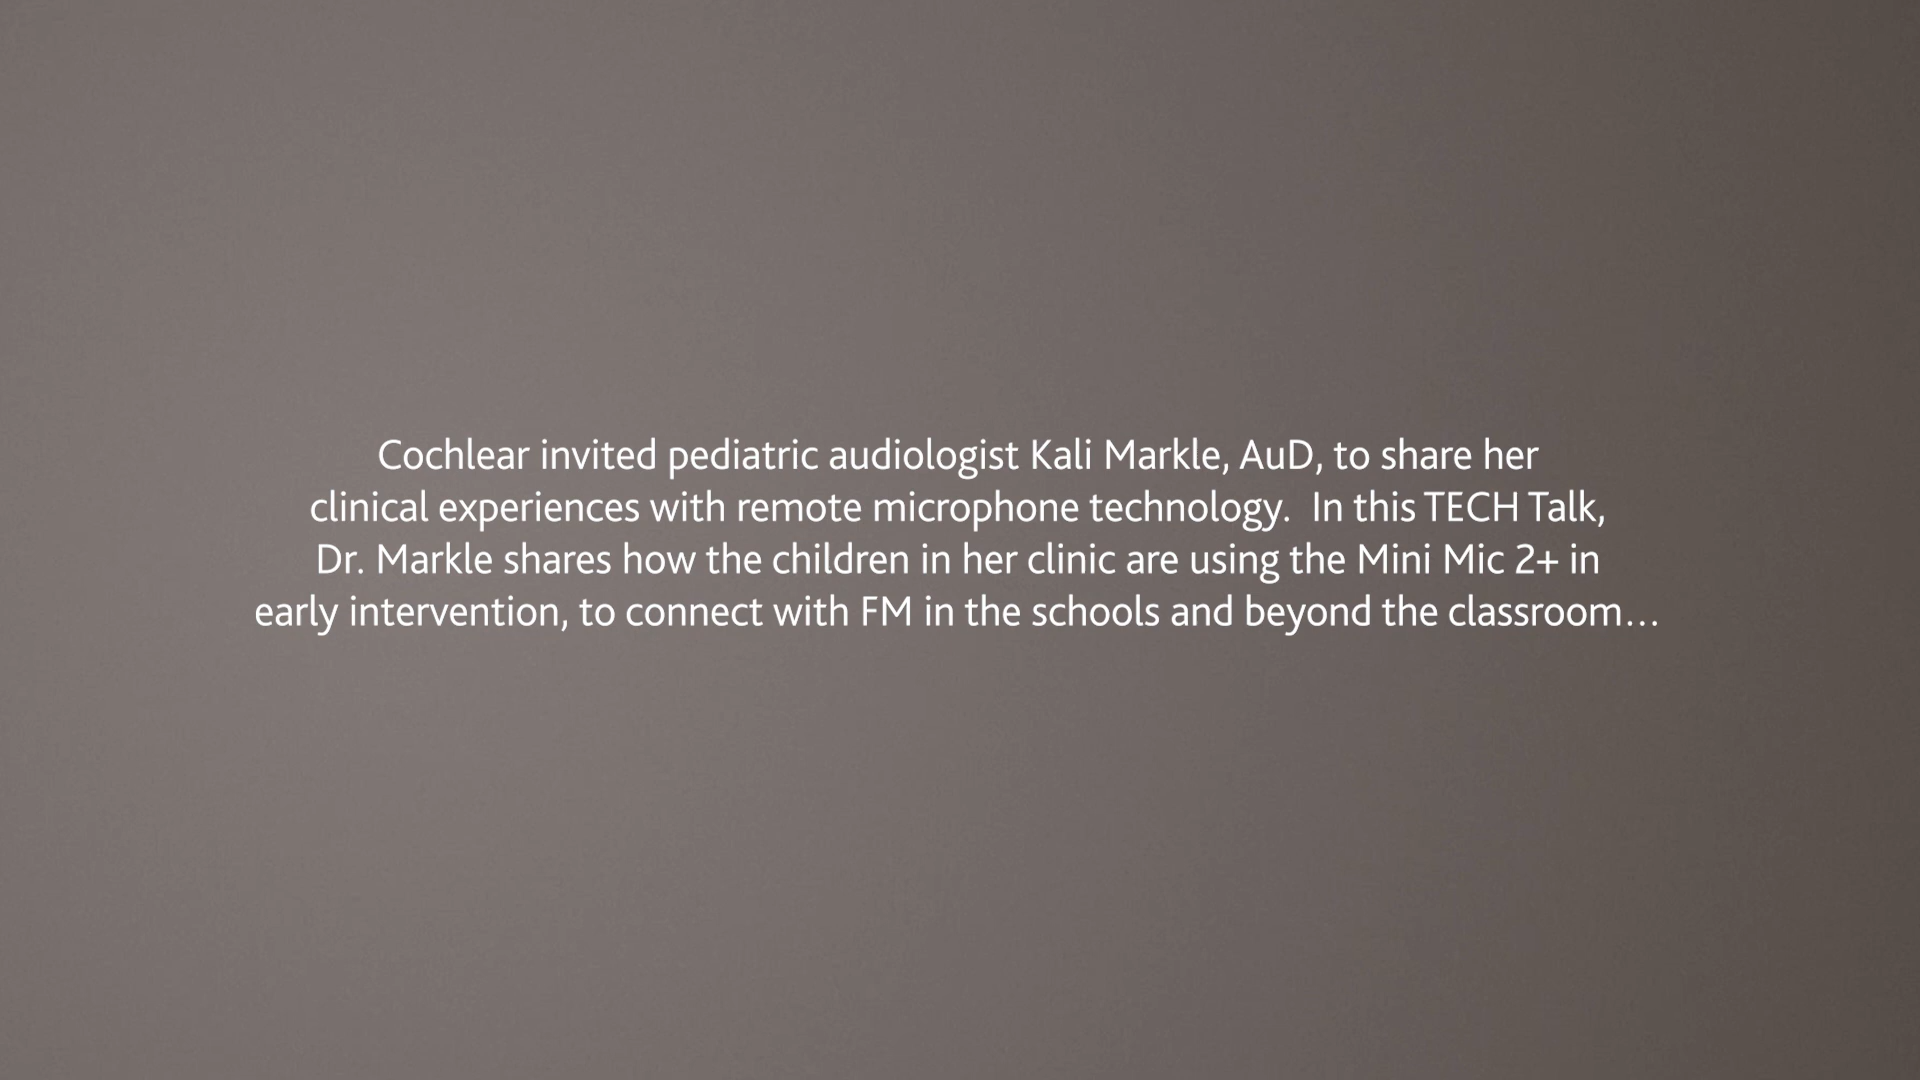 Cochlear invited pediatric audiologist Kali Markle, AuD, to share her
clinical experiences with remote microphone technology.  In this TECH Talk,
Dr. Markle shares how the children in her clinic are using the Mini Mic 2+ in
early intervention, to connect with FM in the schools and beyond the classroom…